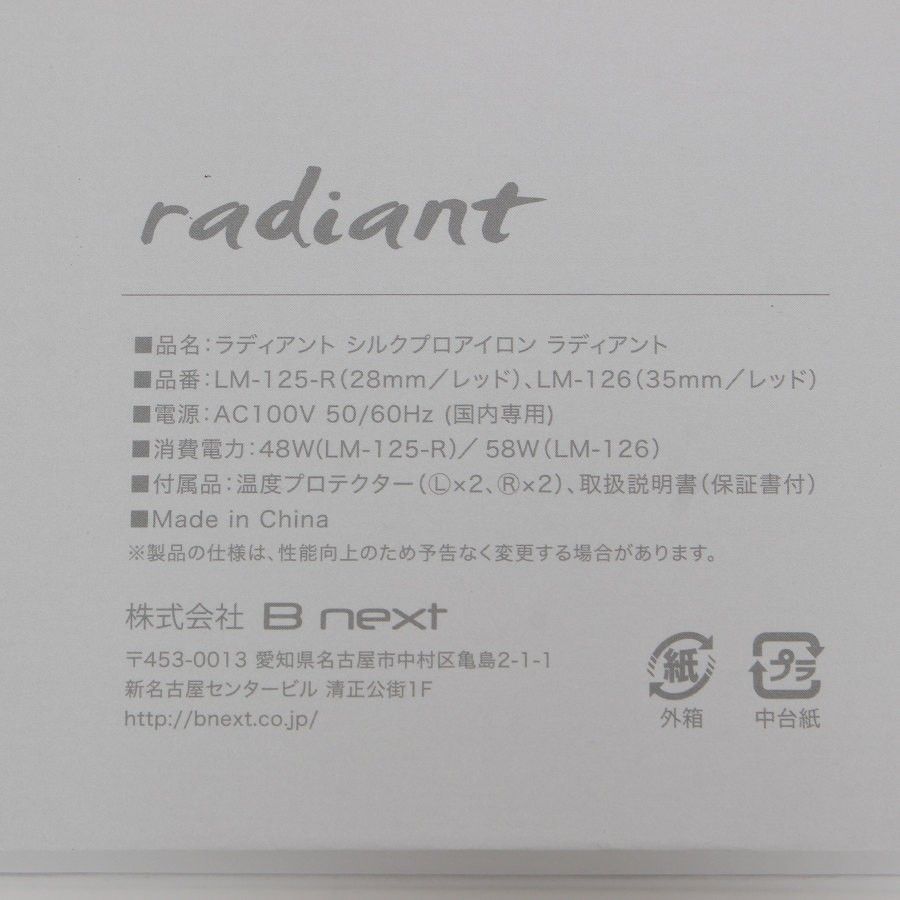 radiant
■品名：ラディアント シルクプロアイロン ラディアント
■品番：LM-125-R（28mm／レッド）、LM-126（35mm／レッド）
■電源：AC100V 50/60Hz (国内専用)
■消費電力：48W(LM-125-R)／ 58W（LM-126）
■付属品：温度プロテクター（Ⓛ×2、Ⓡ×2）、取扱説明書（保証書付）
■Made in China
※製品の仕様は、性能向上のため予告なく変更する場合があります。
株式会社 B next
〒453-0013 愛知県名古屋市中村区亀島2-1-1
新名古屋センタービル 清正公街1F
http://bnext.co.jp/
紙 プラ
外箱 中台紙